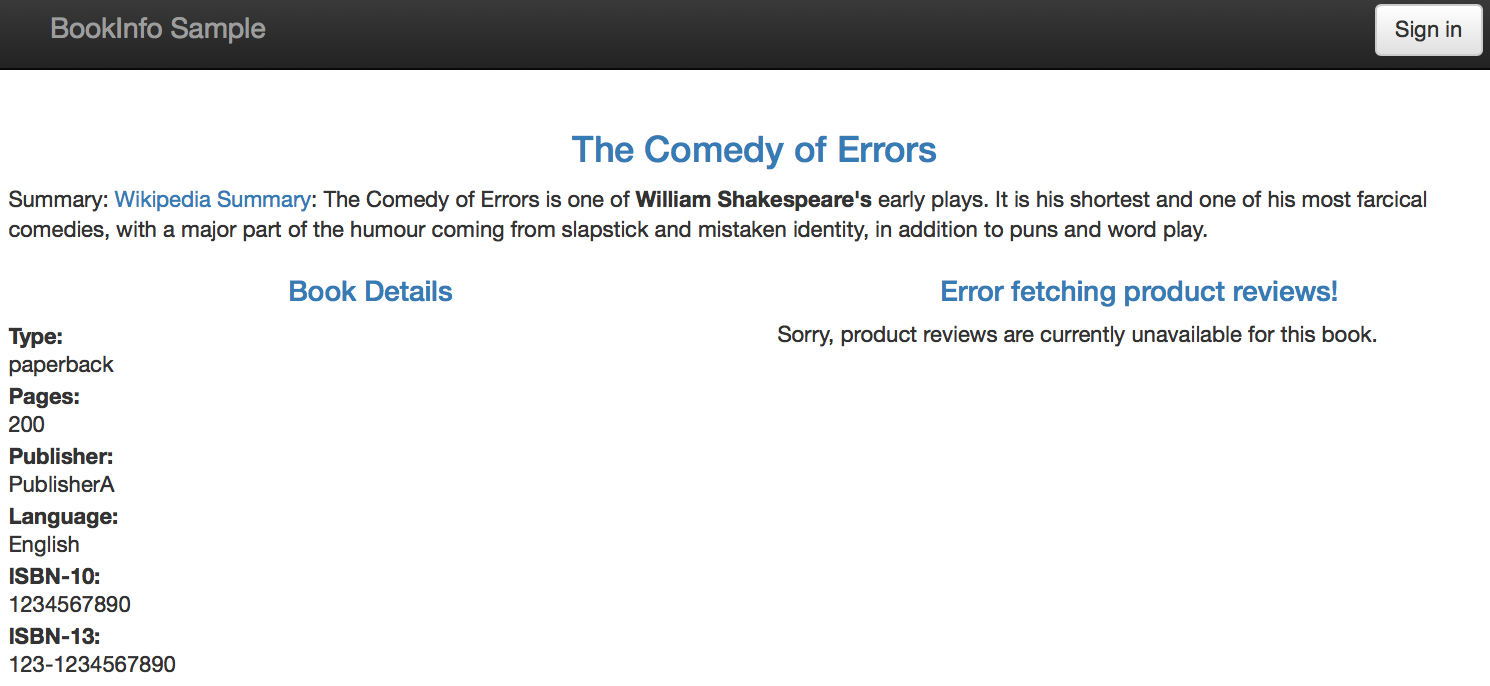 BookInfo Sample
Sign in
The Comedy of Errors
Summary: Wikipedia Summary: The Comedy of Errors is one of William Shakespeare's early plays. It is his shortest and one of his most farcical
comedies, with a major part of the humour coming from slapstick and mistaken identity, in addition to puns and word play.
Book Details
Type:
paperback
Pages:
200
Publisher:
PublisherA
Language:
English
ISBN-10:
1234567890
ISBN-13:
123-1234567890
Error fetching product reviews!
Sorry, product reviews are currently unavailable for this book.